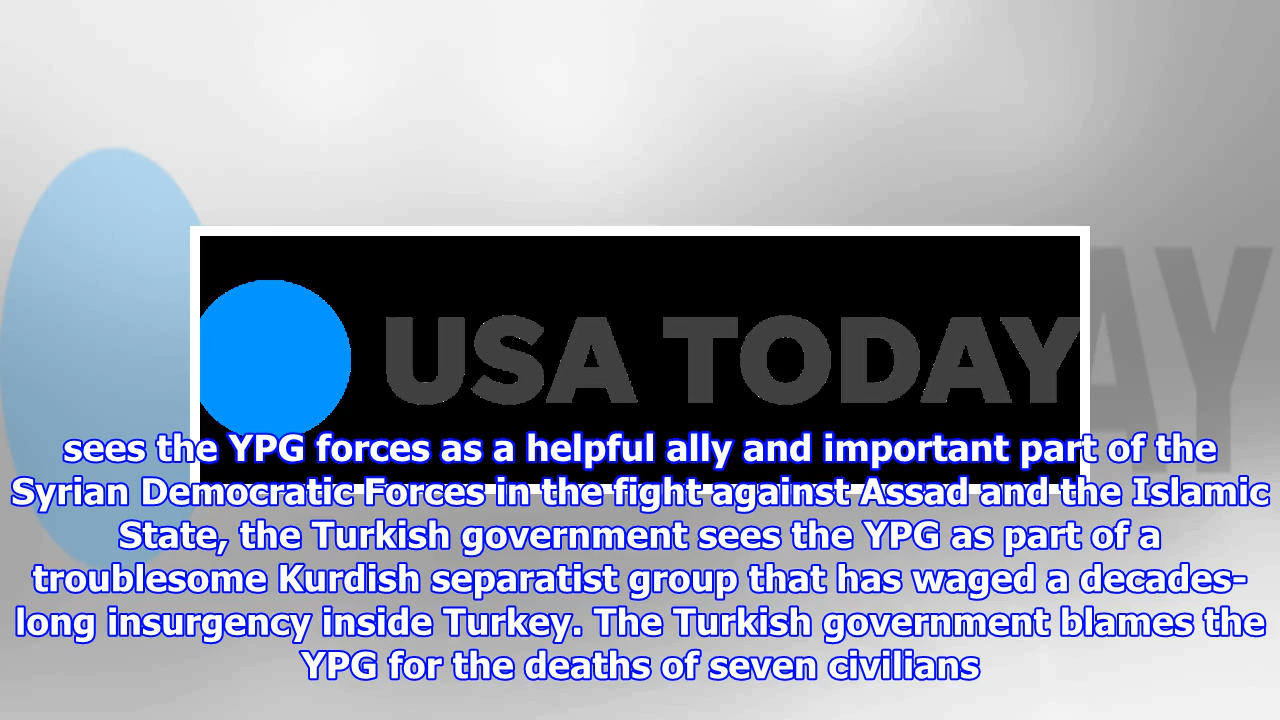 USA TODAY
AY
sees the YPG forces as a helpful ally and important part of the
Syrian Democratic Forces in the fight against Assad and the Islamic
State, the Turkish government sees the YPG as part of a
troublesome Kurdish separatist group that has waged a decades-
long insurgency inside Turkey. The Turkish government blames the
YPG for the deaths of seven civilians